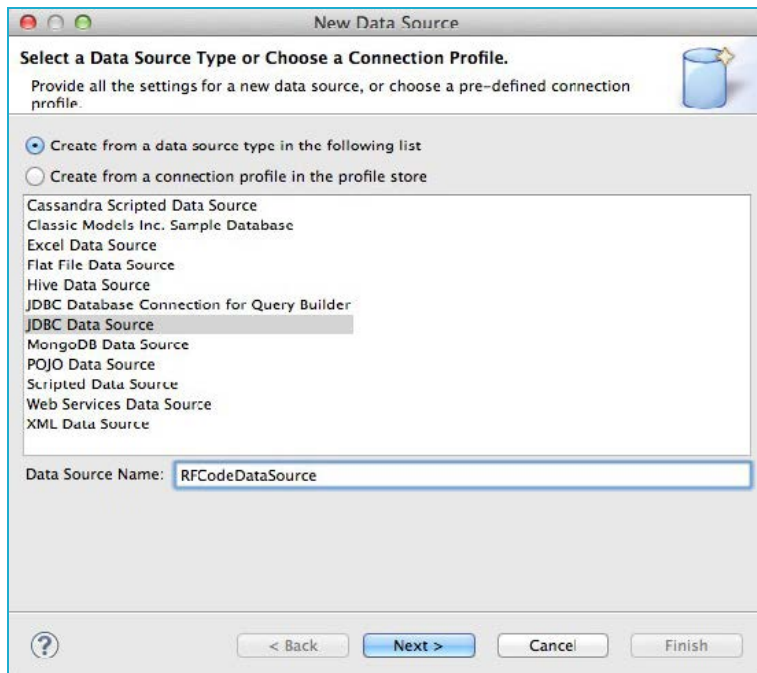 New Data Source
Select a Data Source Type or Choose a Connection Profile.
Provide all the settings for a new data source, or choose a pre-defined connection
profile.
Create from a data source type in the following list
Create from a connection profile in the profile store
Cassandra Scripted Data Source
Classic Models Inc. Sample Database
Excel Data Source
Flat File Data Source
Hive Data Source
JDBC Database Connection for Query Builder
JDBC Data Source
MongoDB Data Source
POJO Data Source
Scripted Data Source
Web Services Data Source
XML Data Source
Data Source Name: RFCodeDataSource
? < Back Next > Cancel Finish